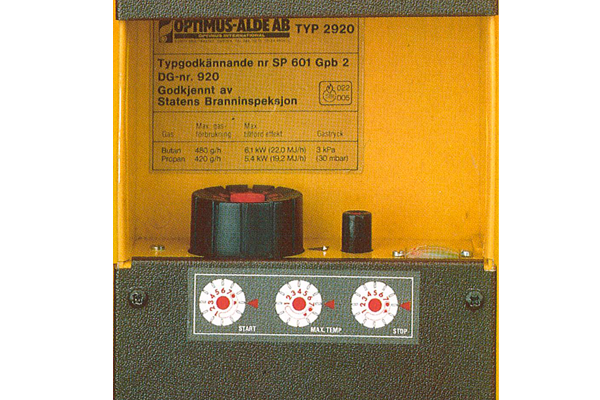 OPTIMUS-ALDE AB TYP 2920
OPTIMUS INTERNATIONAL
Typgodkännande nr SP 601 Gpb 2
DG-nr. 920
Godkjennt av
Statens Branninspeksjon
022
005
Max. gas- Max
Gas förbrukning tillförd effekt Gastryck
Butan 480 g/h 6,1 kW (22,0 MJ/h) 3 kPa
Propan 420 g/h 5,4 kW (19,2 MJ/h) (30 mbar)
START MAX. TEMP STOP